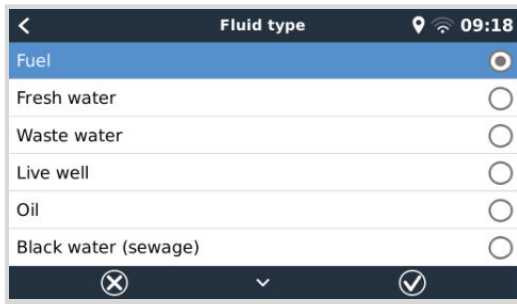 Fluid type 09:18
Fuel
Fresh water
Waste water
Live well
Oil
Black water (sewage)